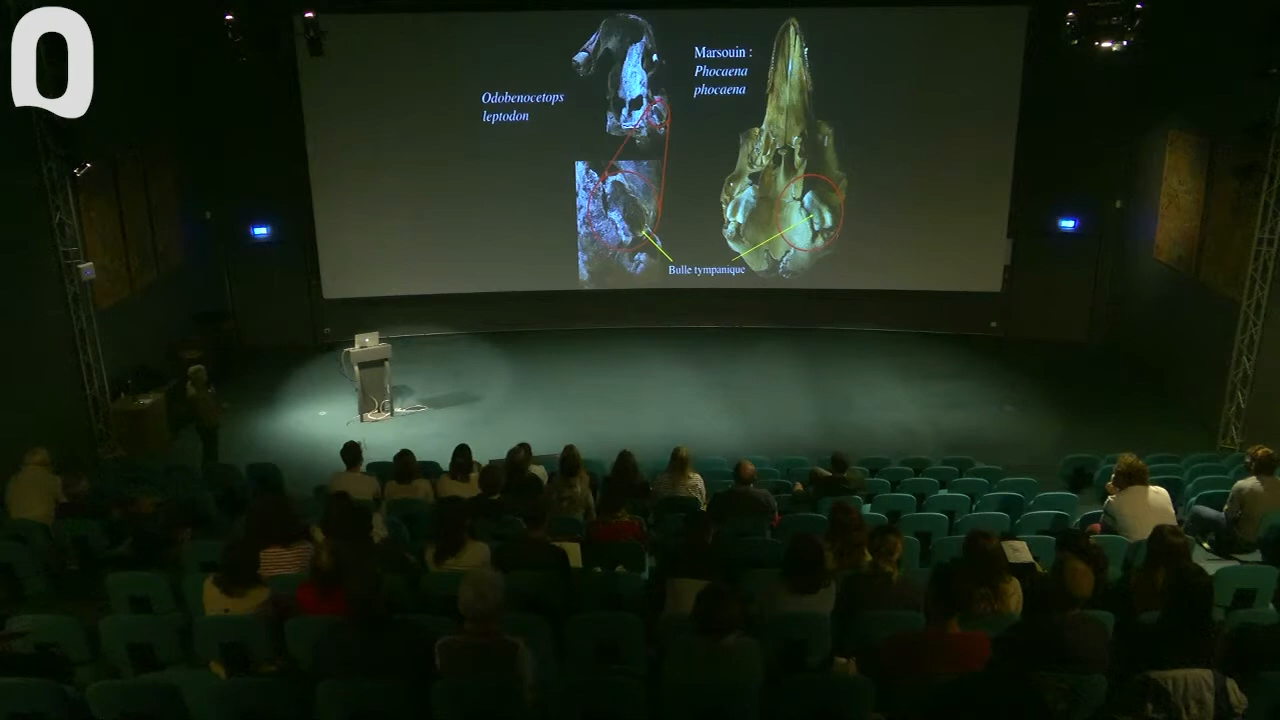 Odobenocetops
leptodon
Marsouin :
Phocaena
phocaena
Bulle tympanique